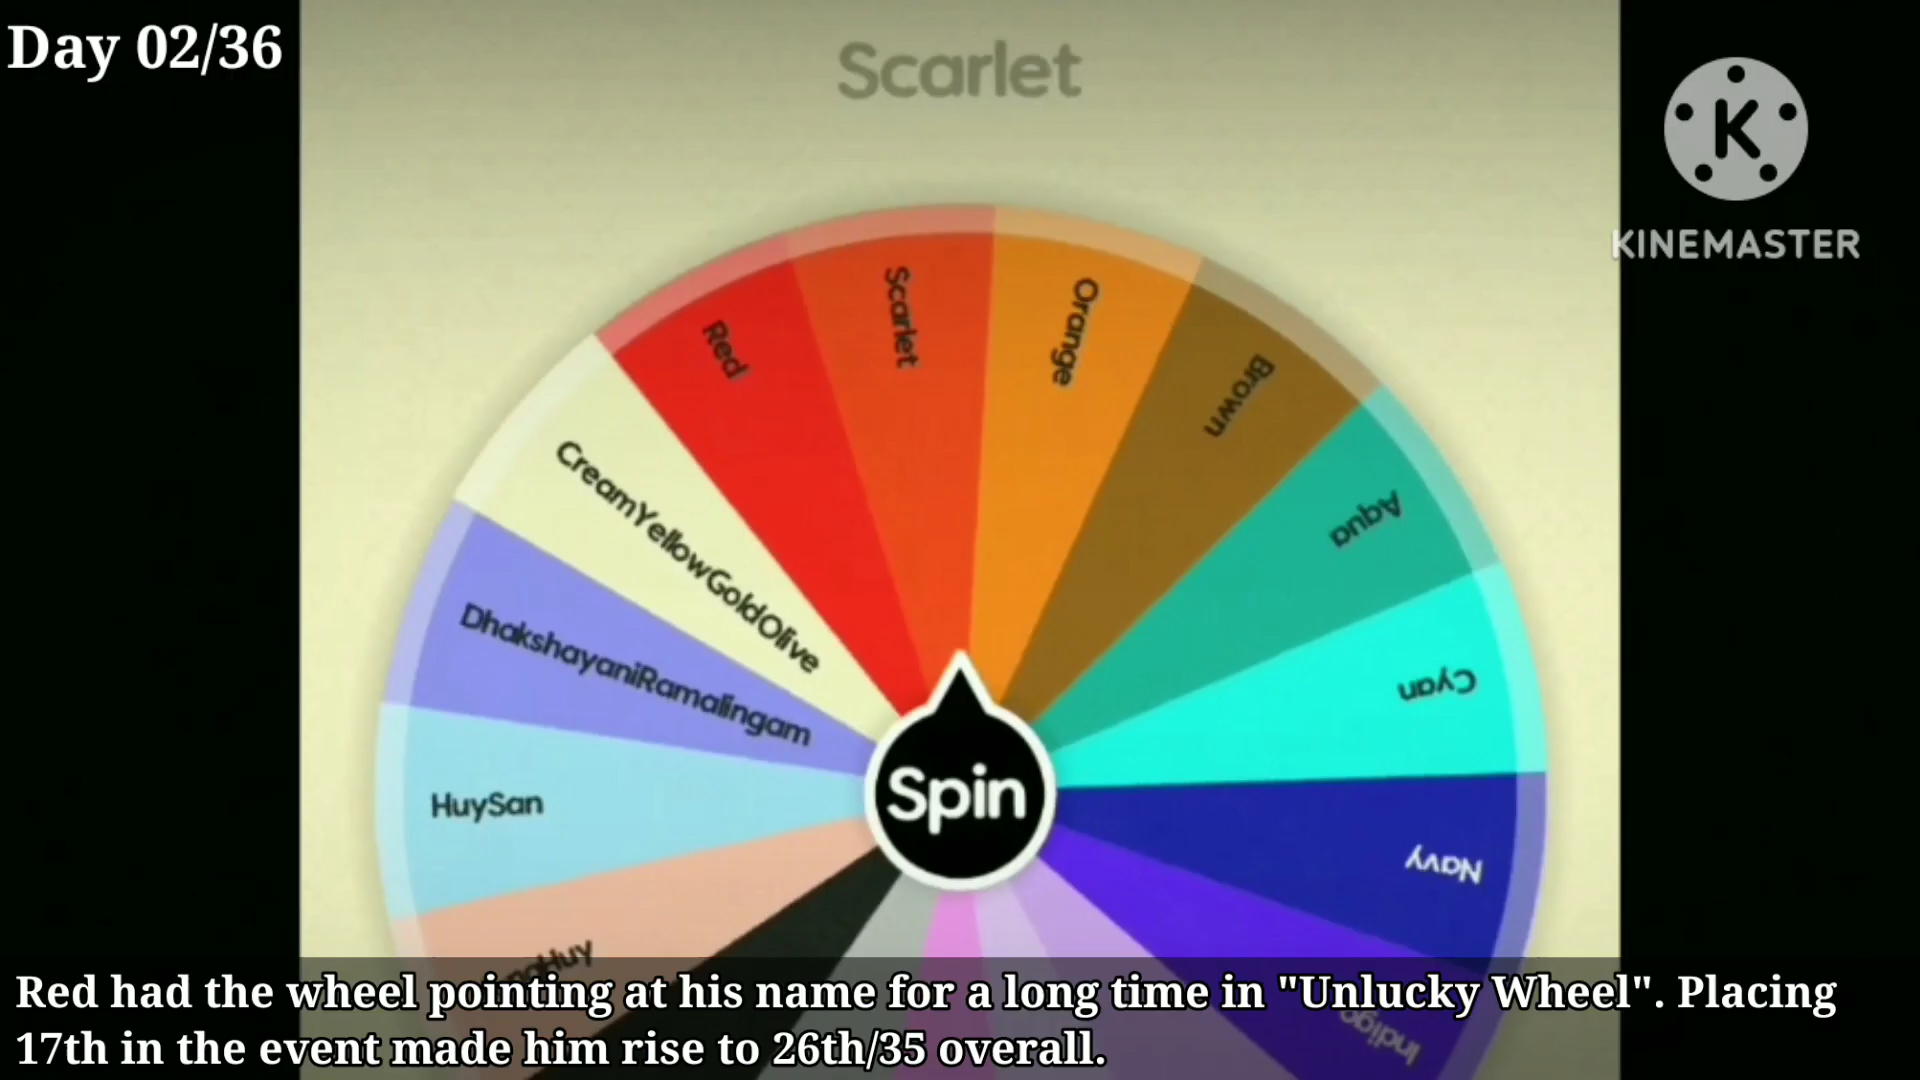 Day 02/36
Scarlet
K
KINEMASTER
Scarlet
Orange
Red
Brown
CreamYellowGoldOlive
Aqua
DhakshayaniRamalingam
Cyan
HuySan
Spin
Navy
Red had the wheel pointing at his name for a long time in "Unlucky Wheel". Placing
17th in the event made him rise to 26th/35 overall.
Indigo